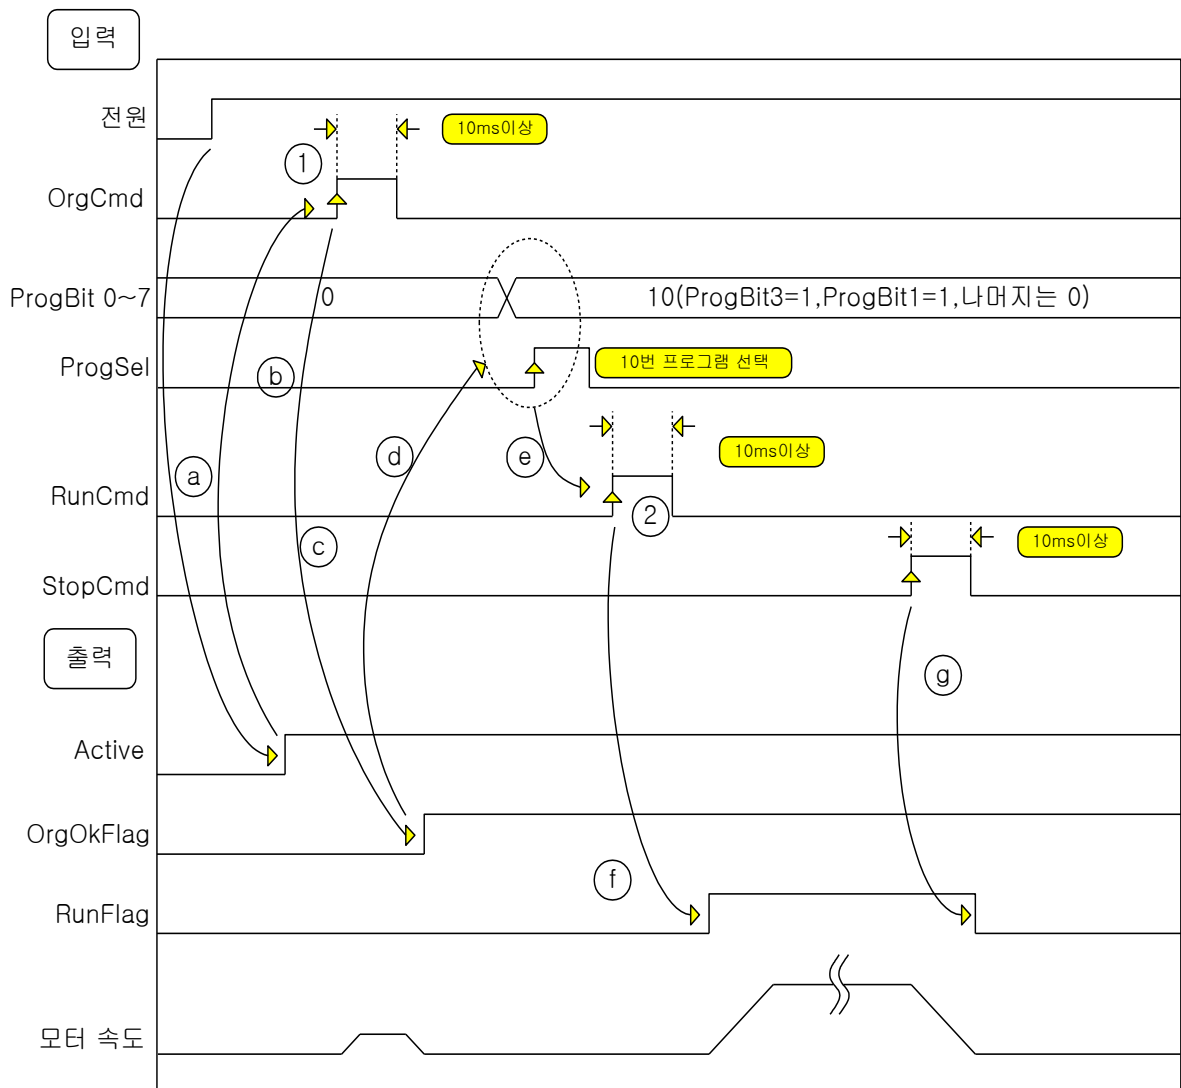 입력
전원
10ms이상
1
OrgCmd
ProgBit 0~7
0
10(ProgBit3=1,ProgBit1=1,나머지는 0)
ProgSel
10번 프로그램 선택
b
a
d
e
10ms이상
RunCmd
2
c
10ms이상
StopCmd
출력
g
Active
OrgOkFlag
f
RunFlag
모터 속도